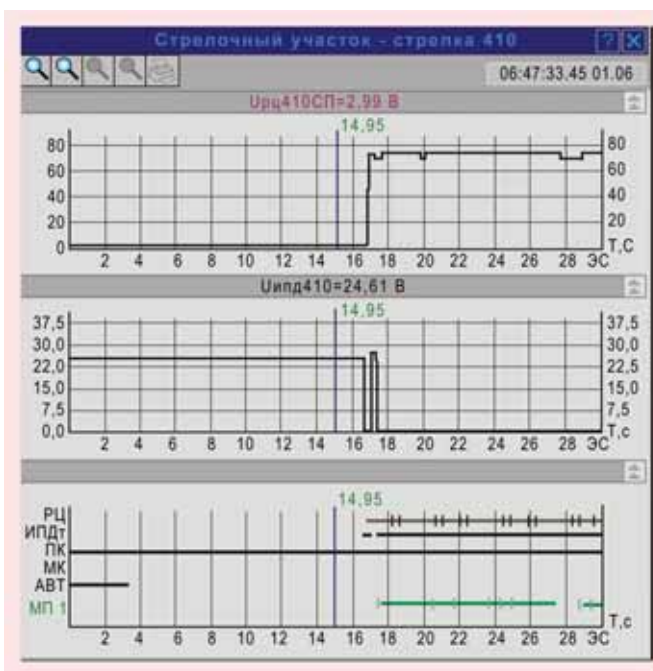 Стрелочный участок - стрелка 410
06:47:33.45 01.06
Uрц410СП=2,99 В
14,95
80 80
60 60
40 40
20 20
0 Т,С
2 4 6 8 10 12 14 16 18 20 22 24 26 28 ЭС
Uипд410=24,61 В
14,95
37,5 37,5
30,0 30,0
22,0 22,5
15,0 15,0
7,5 7,5
0,0 Т,с
2 4 6 8 10 12 14 16 18 20 22 24 26 28 ЭС
14,95
РЦ
ИПДт
ПК
МК
АВТ
МП 1 Т,с
2 4 6 8 10 12 14 16 18 20 22 24 26 28 ЭС